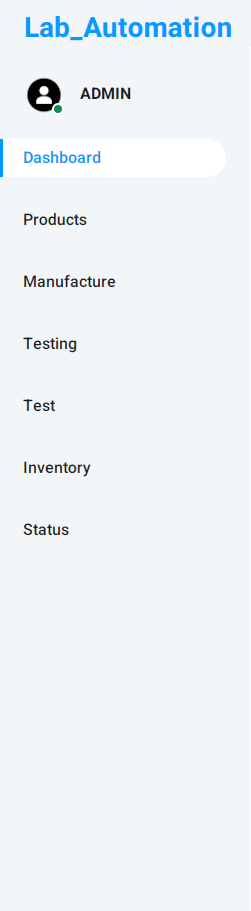 Lab_Automation
ADMIN
Dashboard
Products
Manufacture
Testing
Test
Inventory
Status